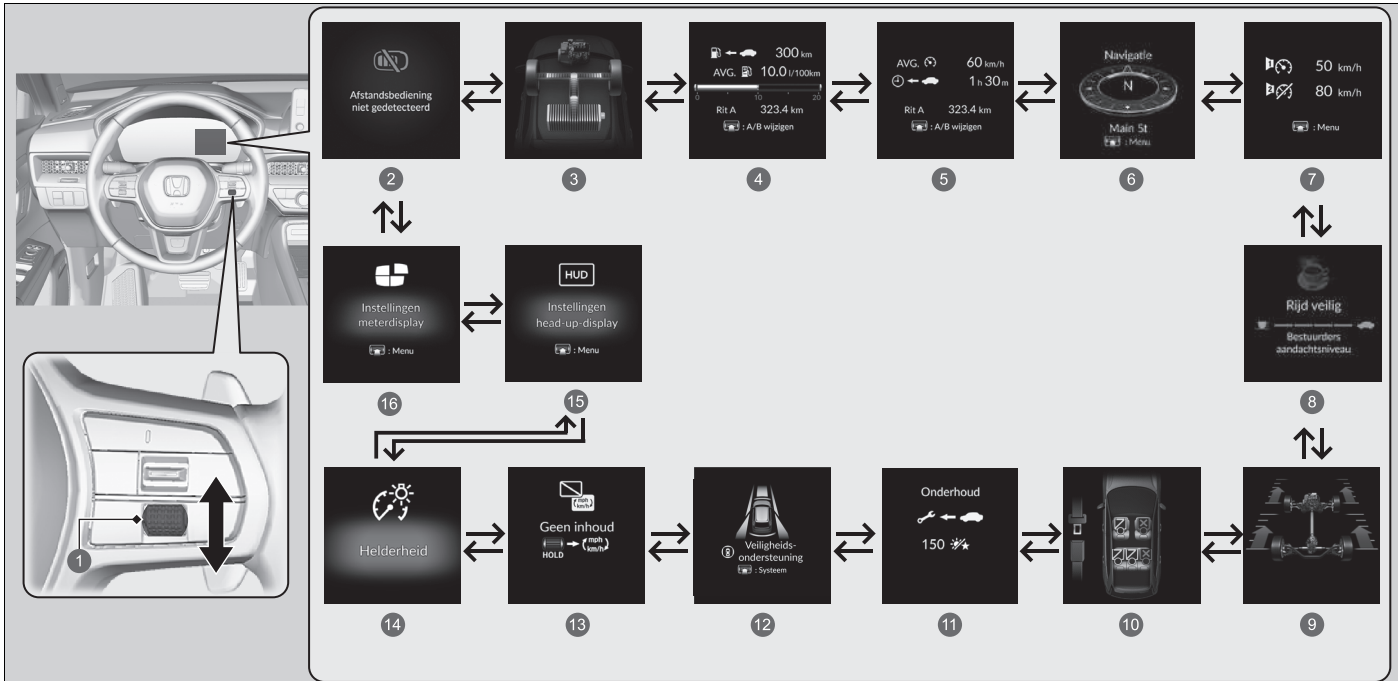 Afstandsbediening
niet gedetecteerd
2
3
300 km
AVG. 10.0 l/100km
0 10 20
Rit A 323.4 km
: A/B wijzigen
4
AVG. 60 km/h
1 h 30 m
Rit A 323.4 km
: A/B wijzigen
5
Navigatie
N
Main St
: Menu
6
50 km/h
80 km/h
: Menu
7
Instellingen
meterdisplay
: Menu
16
HUD
Instellingen
head-up-display
: Menu
15
Rijd veilig
Bestuurders
aandachtsniveau
8
1
Helderheid
14
mph
km/h
Geen inhoud
HOLD
mph
km/h
13
Veiligheids-
ondersteuning
: Systeem
12
Onderhoud
150
11
10
9